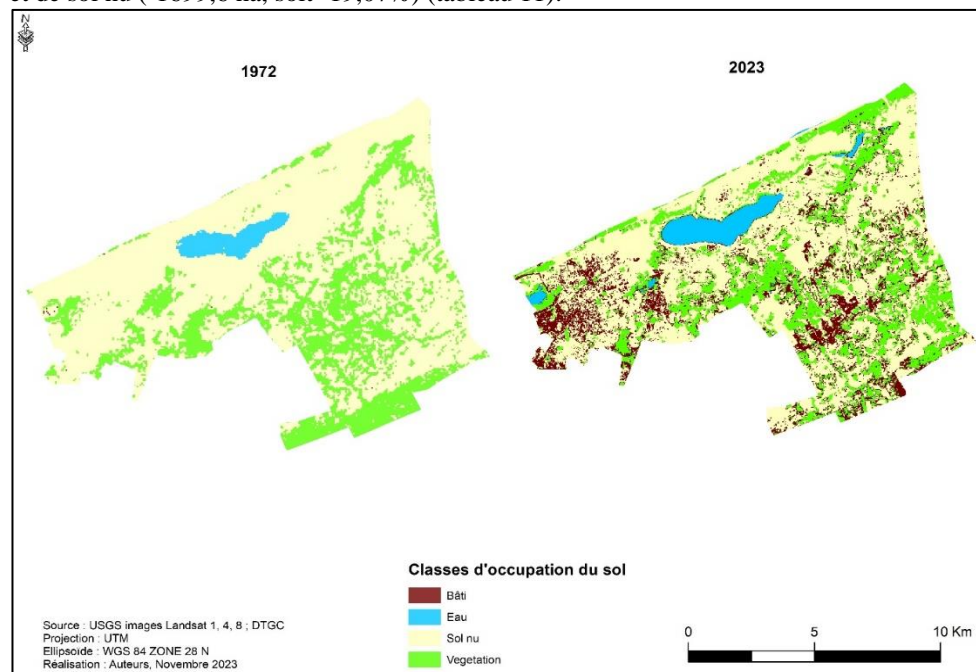 N
1972
2023
Classes d'occupation du sol
Bâti
Eau
Sol nu
Vegetation
Source : USGS images Landsat 1, 4, 8 ; DTGC
Projection : UTM
Ellipsoide : WGS 84 ZONE 28 N
Réalisation : Auteurs, Novembre 2023
0 5 10 Km